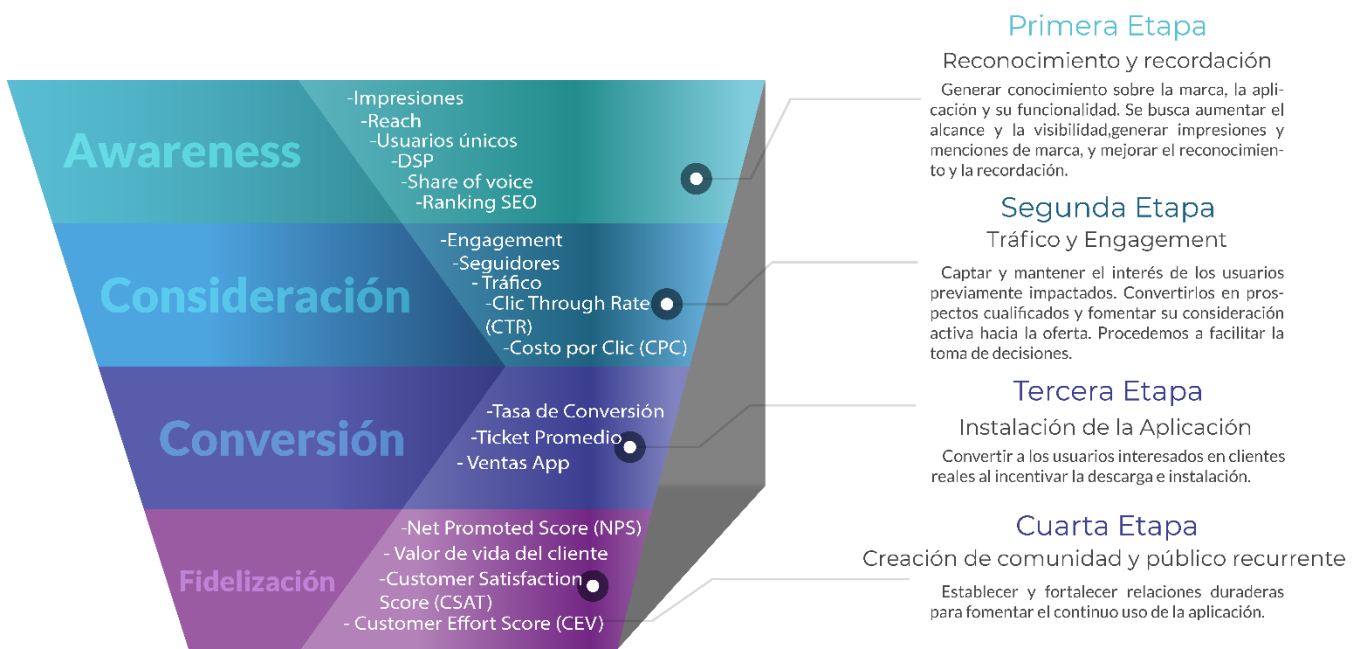 Awareness
-Impresiones
-Reach
-Usuarios únicos
-DSP
-Share of voice
-Ranking SEO
Primera Etapa
Reconocimiento y recordación
Generar conocimiento sobre la marca, la apli-
cación y su funcionalidad. Se busca aumentar el
alcance y la visibilidad,generar impresiones y
menciones de marca, y mejorar el reconocimien-
to y la recordación.
Consideración
-Engagement
-Seguidores
- Tráfico
-Clic Through Rate
(CTR)
-Costo por Clic (CPC)
Segunda Etapa
Tráfico y Engagement
Captar y mantener el interés de los usuarios
previamente impactados. Convertirlos en pros-
pectos cualificados y fomentar su consideración
activa hacia la oferta. Procedemos a facilitar la
toma de decisiones.
Conversión
-Tasa de Conversión
-Ticket Promedio
- Ventas App
Tercera Etapa
Instalación de la Aplicación
Convertir a los usuarios interesados en clientes
reales al incentivar la descarga e instalación.
Fidelización
-Net Promoted Score (NPS)
- Valor de vida del cliente
-Customer Satisfaction
Score (CSAT)
- Customer Effort Score (CEV)
Cuarta Etapa
Creación de comunidad y público recurrente
Establecer y fortalecer relaciones duraderas
para fomentar el continuo uso de la aplicación.